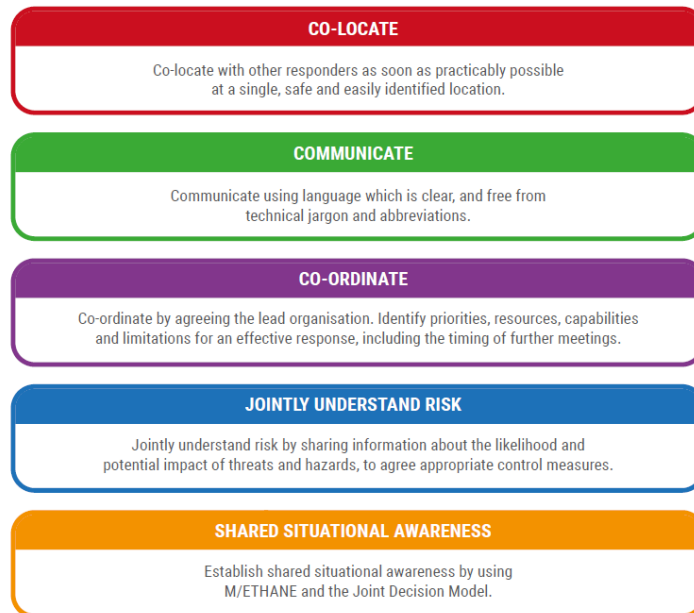 CO-LOCATE
Co-locate with other responders as soon as practicably possible
at a single, safe and easily identified location.
COMMUNICATE
Communicate using language which is clear, and free from
technical jargon and abbreviations.
CO-ORDINATE
Co-ordinate by agreeing the lead organisation. Identify priorities, resources, capabilities
and limitations for an effective response, including the timing of further meetings.
JOINTLY UNDERSTAND RISK
Jointly understand risk by sharing information about the likelihood and
potential impact of threats and hazards, to agree appropriate control measures.
SHARED SITUATIONAL AWARENESS
Establish shared situational awareness by using
M/ETHANE and the Joint Decision Model.